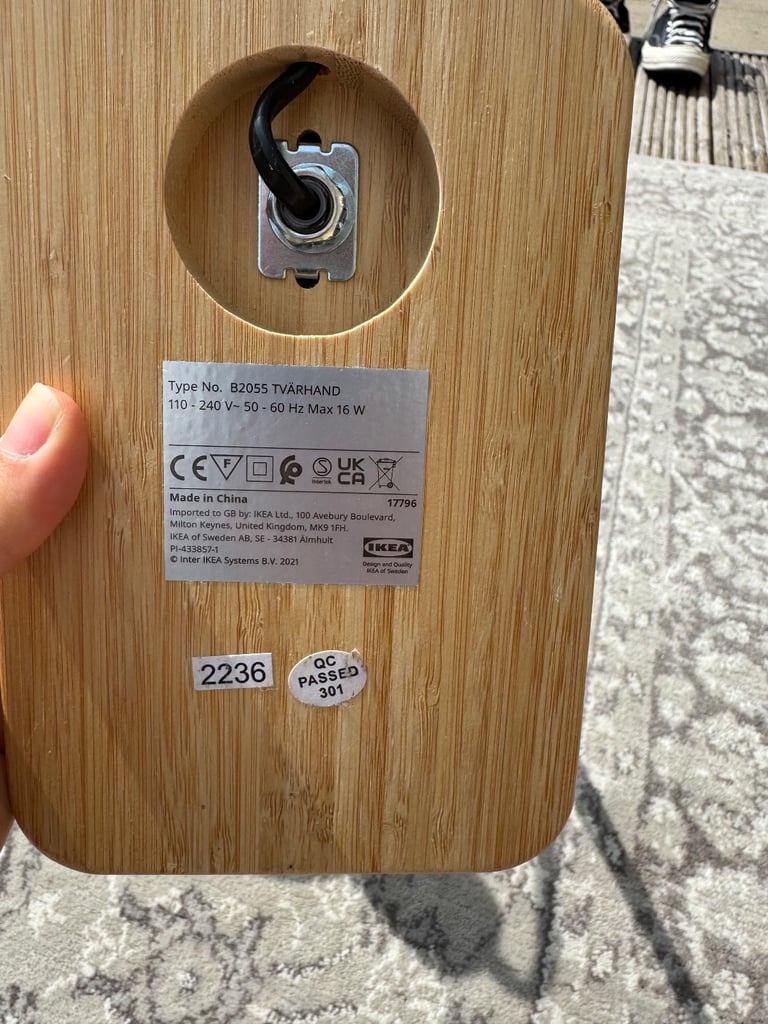 Type No. B2055 TVÄRHAND
110 - 240 V~ 50 - 60 Hz Max 16 W
CE F S Intertek UK CA
Made in China 17796
Imported to GB by: IKEA Ltd., 100 Avebury Boulevard,
Milton Keynes, United Kingdom, MK9 1FH.
IKEA of Sweden AB, SE - 34381 Älmhult
PI-433857-1
© Inter IKEA Systems B.V. 2021
IKEA
Design and Quality
IKEA of Sweden
2236
QC
PASSED
301